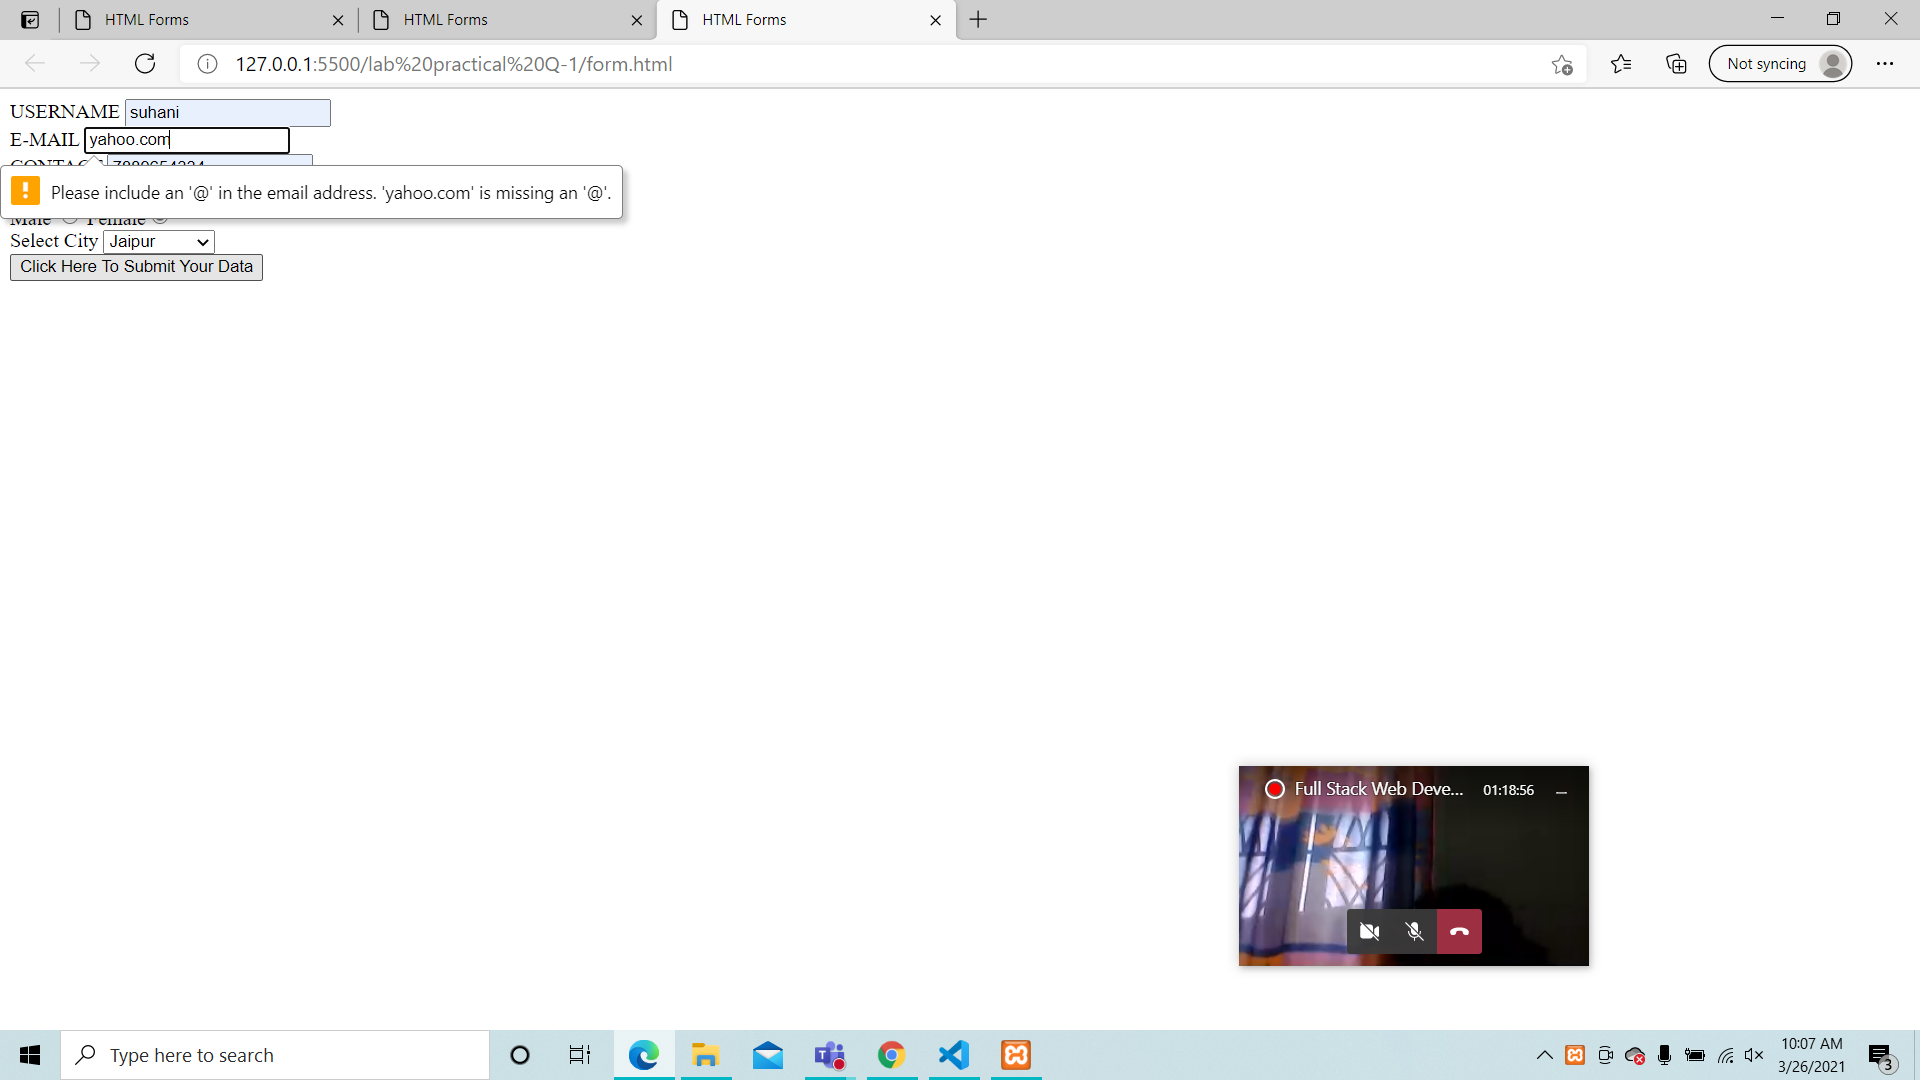 HTML Forms
HTML Forms
HTML Forms
127.0.0.1:5500/lab%20practical%20Q-1/form.html
Not syncing
USERNAME suhani
E-MAIL yahoo.com
CONTACT
Please include an '@' in the email address. 'yahoo.com' is missing an '@'.
Male Female
Select City Jaipur
Click Here To Submit Your Data
Full Stack Web Deve... 01:18:56
Type here to search
10:07 AM
3/26/2021
3